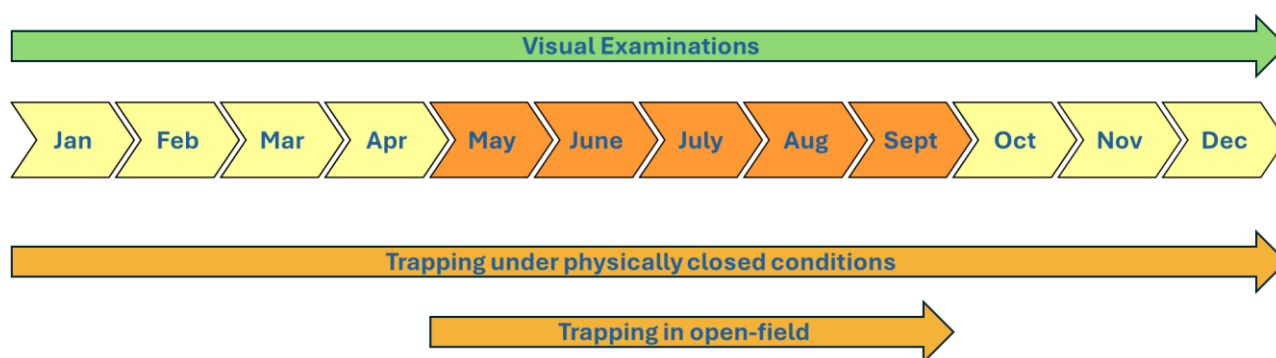 Visual Examinations
Jan Feb Mar Apr May June July Aug Sept Oct Nov Dec
Trapping under physically closed conditions
Trapping in open-field